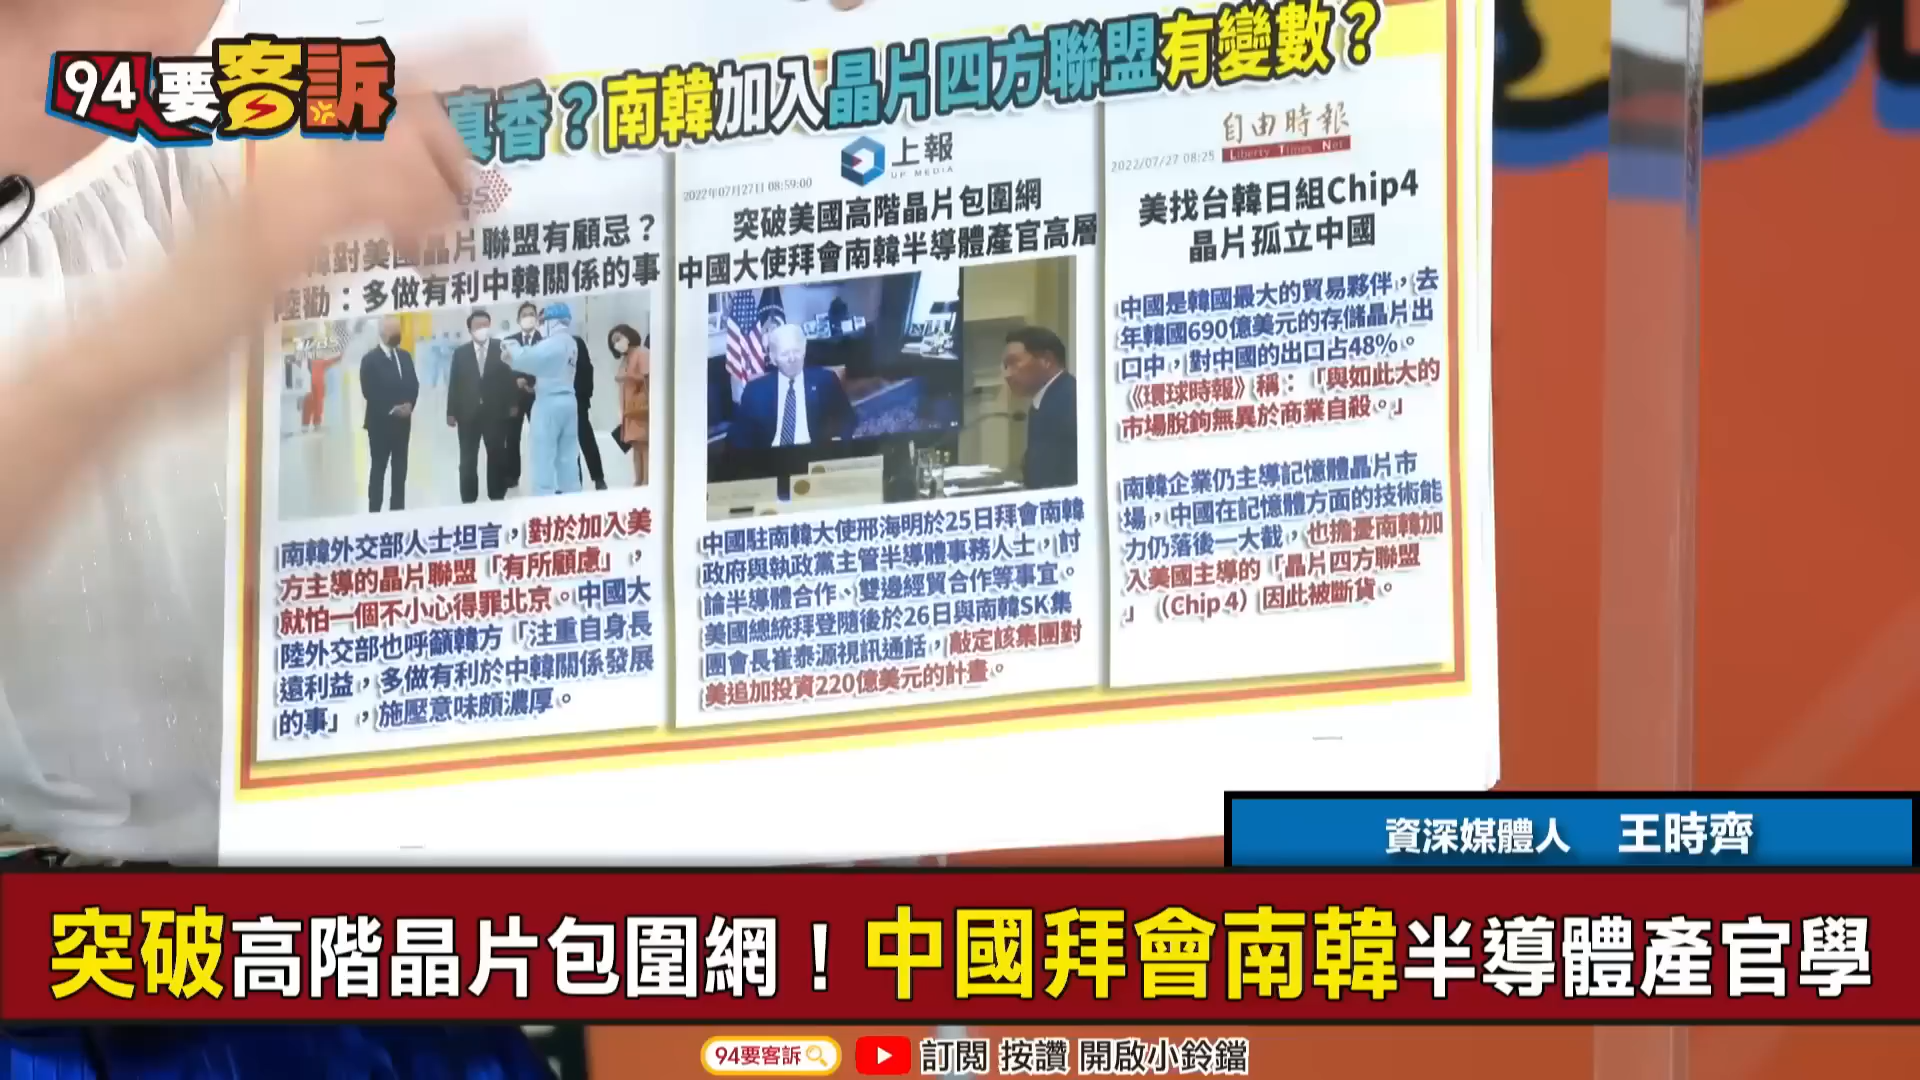 94要客訴
真香？南韓加入晶片四方聯盟有變數？
韓對美國晶片聯盟有顧忌？
陸勸：多做有利中韓關係的事
南韓外交部人士坦言，對於加入美
方主導的晶片聯盟「有所顧慮」，
就怕一個不小心得罪北京。中國大
陸外交部也呼籲韓方「注重自身長
遠利益，多做有利於中韓關係發展
的事」，施壓意味頗濃厚。
上報
UP MEDIA
2022年07月27日 08:59:00
突破美國高階晶片包圍網
中國大使拜會南韓半導體產官高層
中國駐南韓大使邢海明於25日拜會南韓
政府與執政黨主管半導體事務人士，討
論半導體合作、雙邊經貿合作等事宜。
美國總統拜登隨後於26日與南韓SK集
團會長崔泰源視訊通話，敲定該集團對
美追加投資220億美元的計畫。
自由時報
Liberty Times Net
2022/07/27 08:25
美找台韓日組Chip4
晶片孤立中國
中國是韓國最大的貿易夥伴，去
年韓國690億美元的存儲晶片出
口中，對中國的出口占48%。
《環球時報》稱：「與如此大的
市場脫鉤無異於商業自殺。」
南韓企業仍主導記憶體晶片市
場，中國在記憶體方面的技術能
力仍落後一大截，也擔憂南韓加
入美國主導的「晶片四方聯盟
」（Chip 4）因此被斷貨。
資深媒體人 王時齊
突破高階晶片包圍網！中國拜會南韓半導體產官學
94要客訴
訂閱 按讚 開啟小鈴鐺